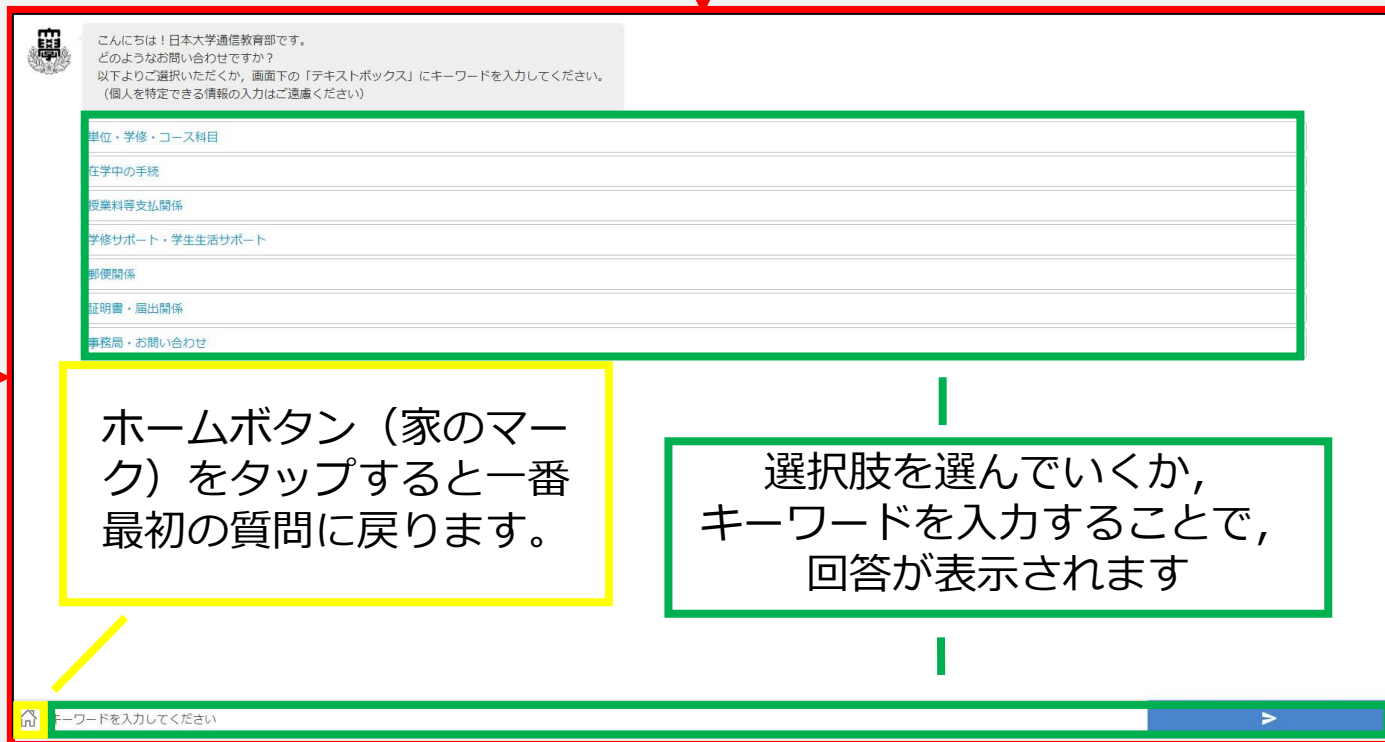 こんにちは！日本大学通信教育部です。
どのようなお問い合わせですか？
以下よりご選択いただくか，画面下の「テキストボックス」にキーワードを入力してください。
（個人を特定できる情報の入力はご遠慮ください）
単位・学修・コース科目
在学中の手続
授業料等支払関係
学修サポート・学生生活サポート
郵便関係
証明書・届出関係
事務局・お問い合わせ
ホームボタン（家のマー
ク）をタップすると一番
最初の質問に戻ります。
選択肢を選んでいくか，
キーワードを入力することで，
回答が表示されます
キーワードを入力してください